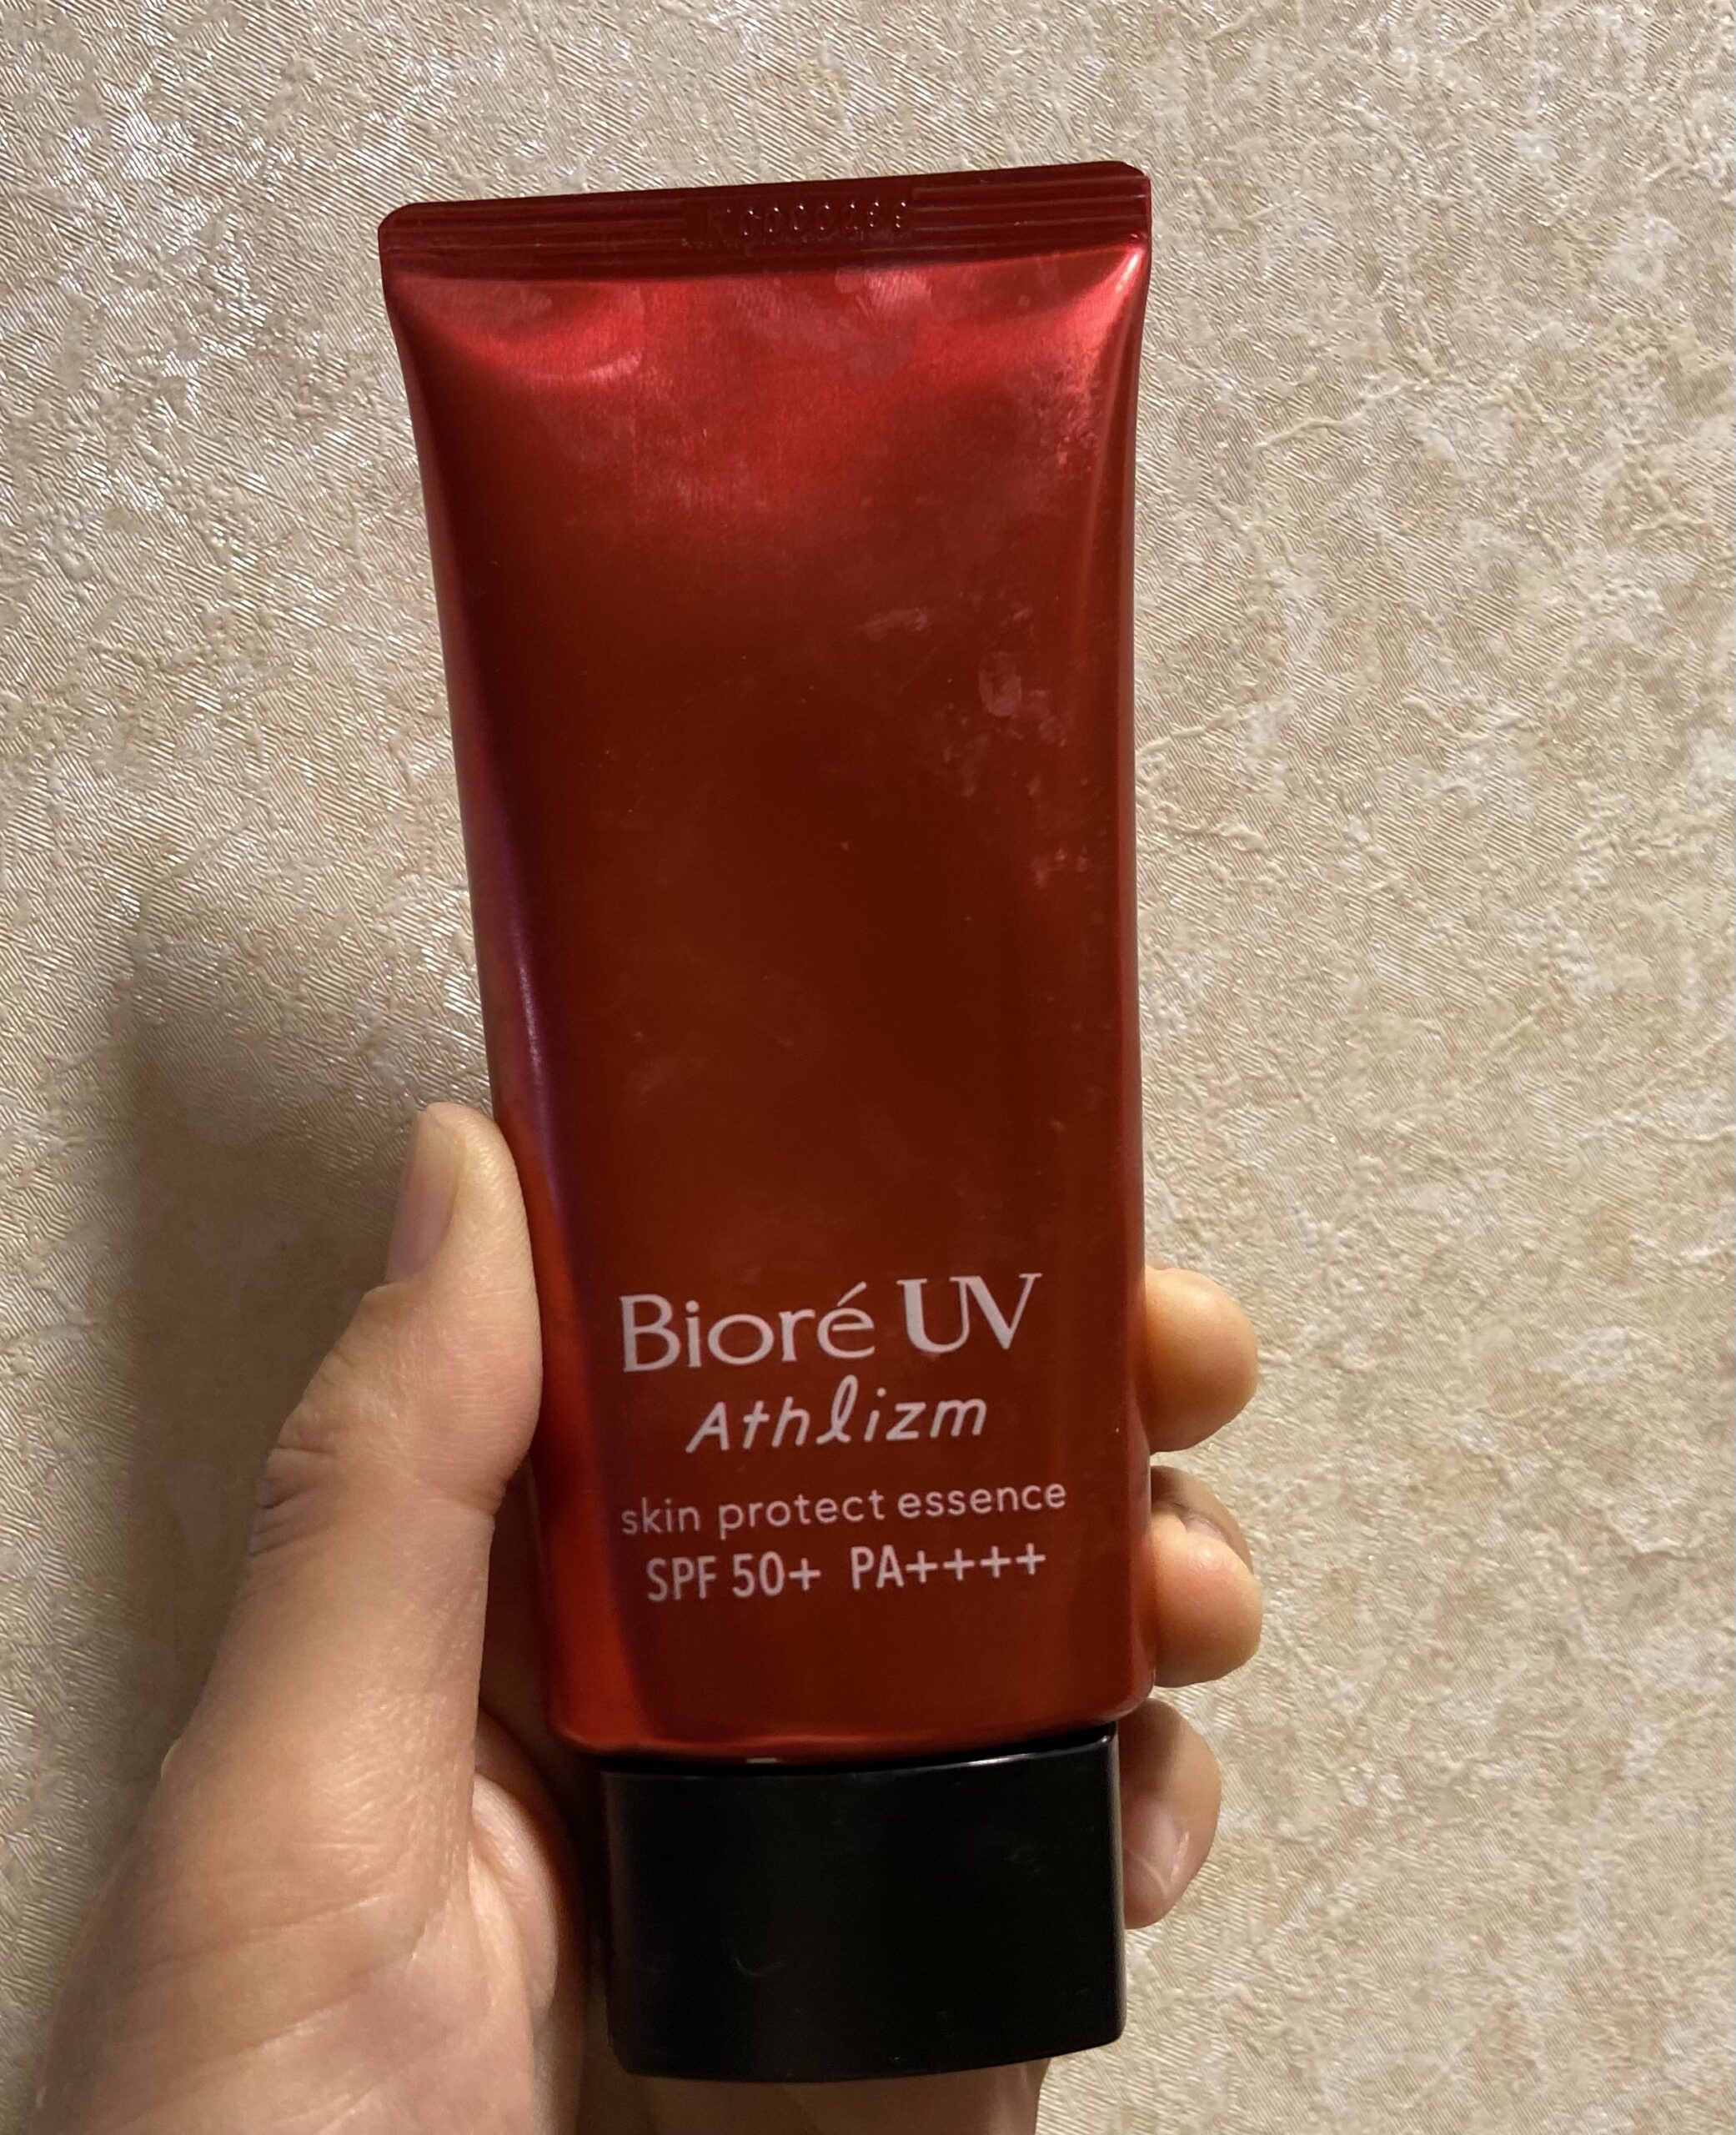 Bioré UV
Athlizm
skin protect essence
SPF 50+ PA++++